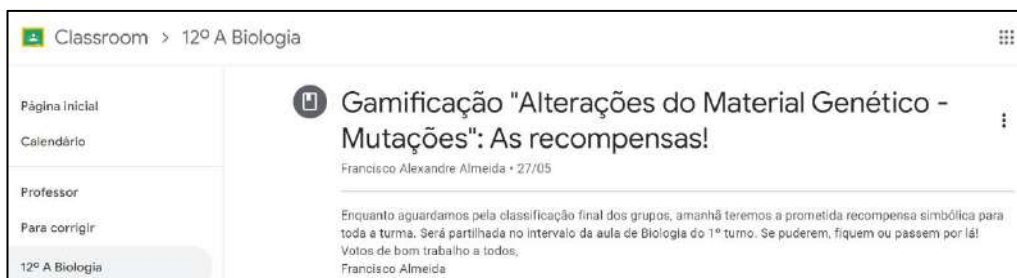 Classroom > 12º A Biologia
Página inicial
Calendário
Professor
Para corrigir
12º A Biologia
Gamificação "Alterações do Material Genético -
Mutações": As recompensas!
Francisco Alexandre Almeida • 27/05
Enquanto aguardamos pela classificação final dos grupos, amanhã teremos a prometida recompensa simbólica para
toda a turma. Será partilhada no intervalo da aula de Biologia do 1º turno. Se puderem, fiquem ou passem por lá!
Votos de bom trabalho a todos,
Francisco Almeida